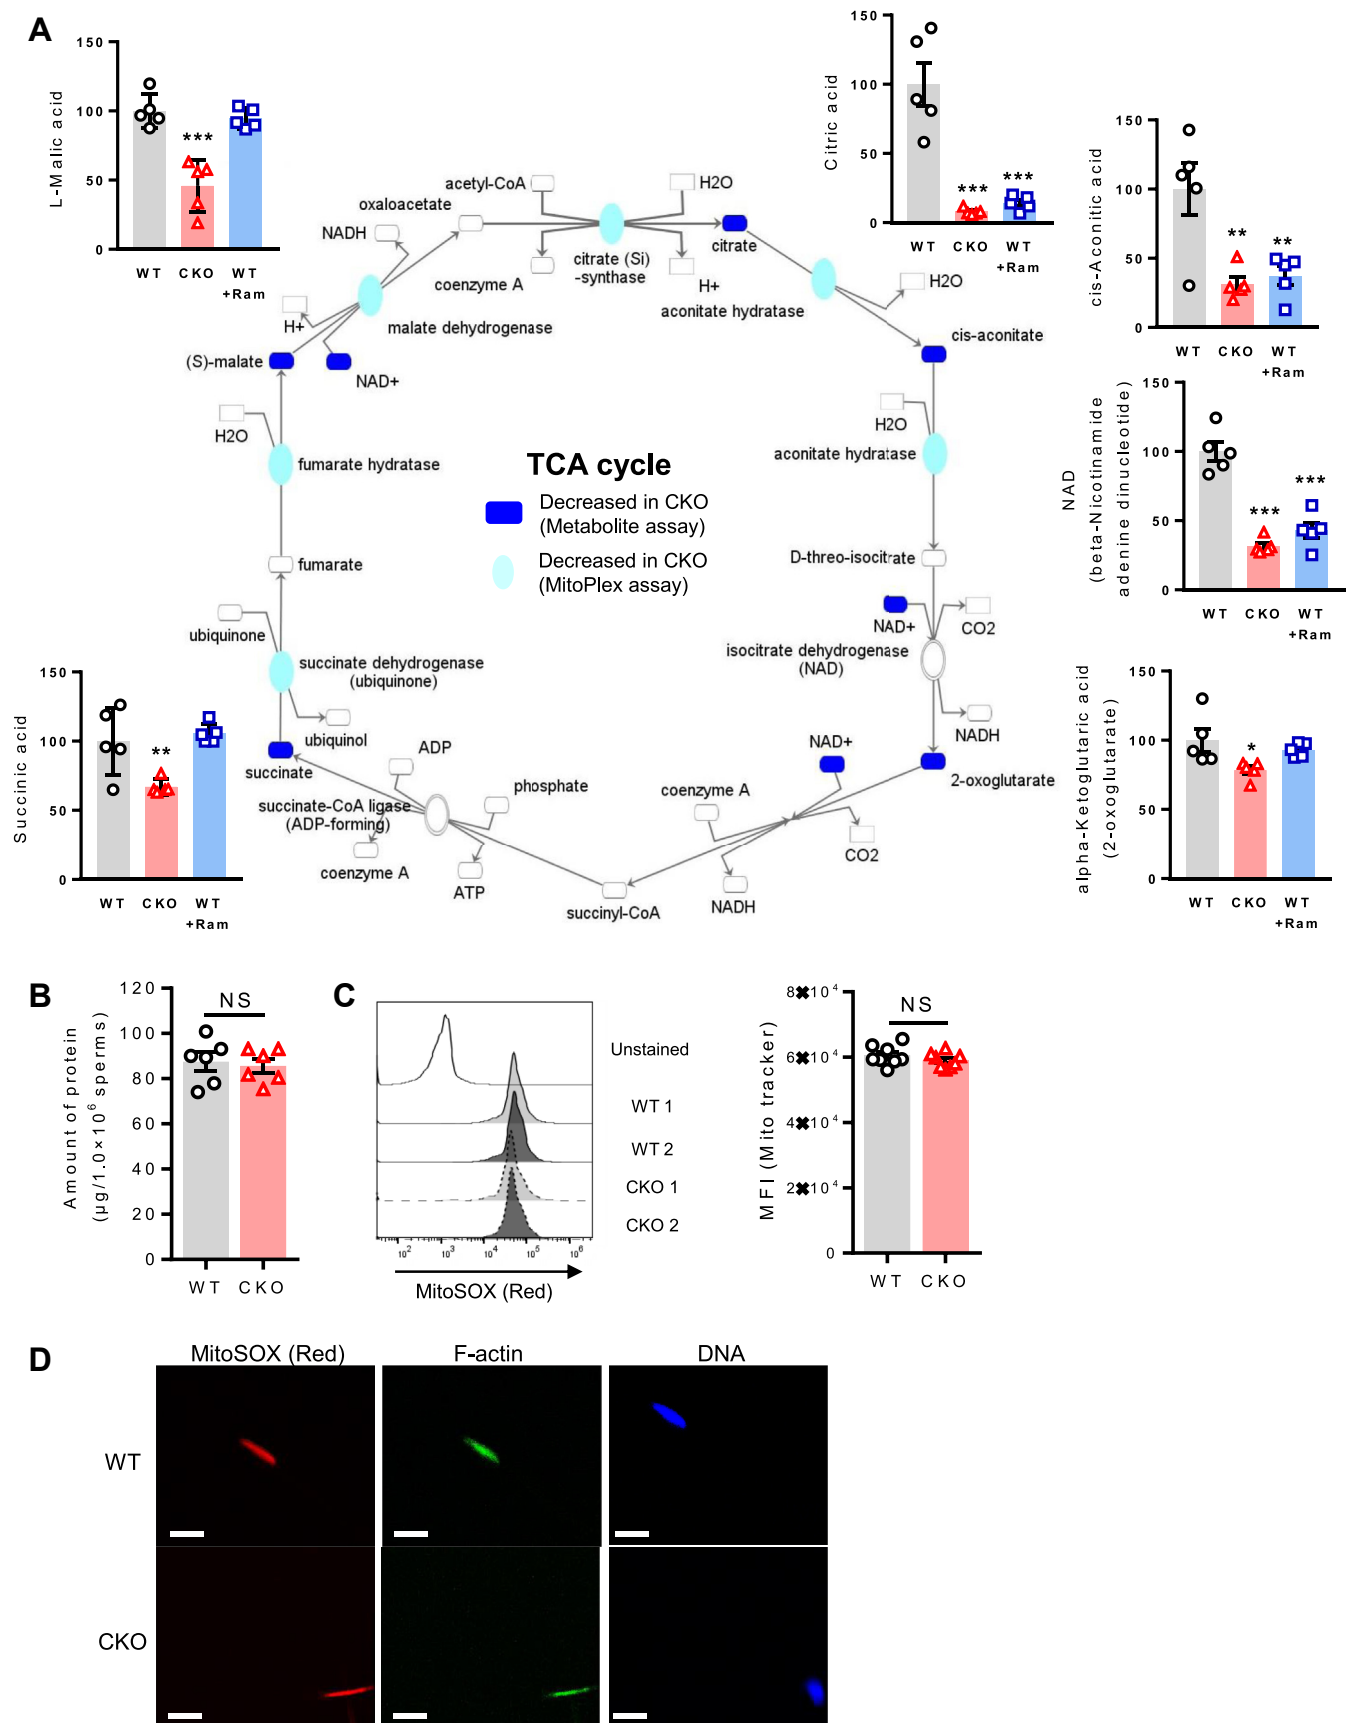 A
L-Malic acid
150
100
50
0
***
WT
CKO
WT
+Ram
Citric acid
150
100
50
0
***
***
WT
CKO
WT
+Ram
cis-Aconitic acid
150
100
50
0
**
**
WT
CKO
WT
+Ram
NAD
(beta-Nicotinamide
adenine dinucleotide)
150
100
50
0
***
***
WT
CKO
WT
+Ram
alpha-Ketoglutaric acid
(2-oxoglutarate)
150
100
50
0
*
WT
CKO
WT
+Ram
Succinic acid
150
100
50
0
**
WT
CKO
WT
+Ram
acetyl-CoA
H2O
oxaloacetate
NADH
citrate (Si)
-synthase
citrate
coenzyme A
H+
H2O
aconitate hydratase
H+
malate dehydrogenase
(S)-malate
NAD+
cis-aconitate
H2O
H2O
fumarate hydratase
aconitate hydratase
TCA cycle
Decreased in CKO
(Metabolite assay)
Decreased in CKO
(MitoPlex assay)
fumarate
D-threo-isocitrate
ubiquinone
NAD+
CO2
isocitrate dehydrogenase
(NAD)
succinate dehydrogenase
(ubiquinone)
ubiquinol
NADH
ADP
NAD+
succinate
2-oxoglutarate
phosphate
coenzyme A
succinate-CoA ligase
(ADP-forming)
CO2
coenzyme A
ATP
succinyl-CoA
NADH
B
Amount of protein
(μg/1.0×10⁶ sperms)
120
100
80
60
40
20
0
NS
WT
CKO
C
Unstained
WT 1
WT 2
CKO 1
CKO 2
10² 10³ 10⁴ 10⁵ 10⁶
MitoSOX (Red)
MFI (Mito tracker)
8×10⁴
6×10⁴
4×10⁴
2×10⁴
0
NS
WT
CKO
D
MitoSOX (Red)
F-actin
DNA
WT
CKO